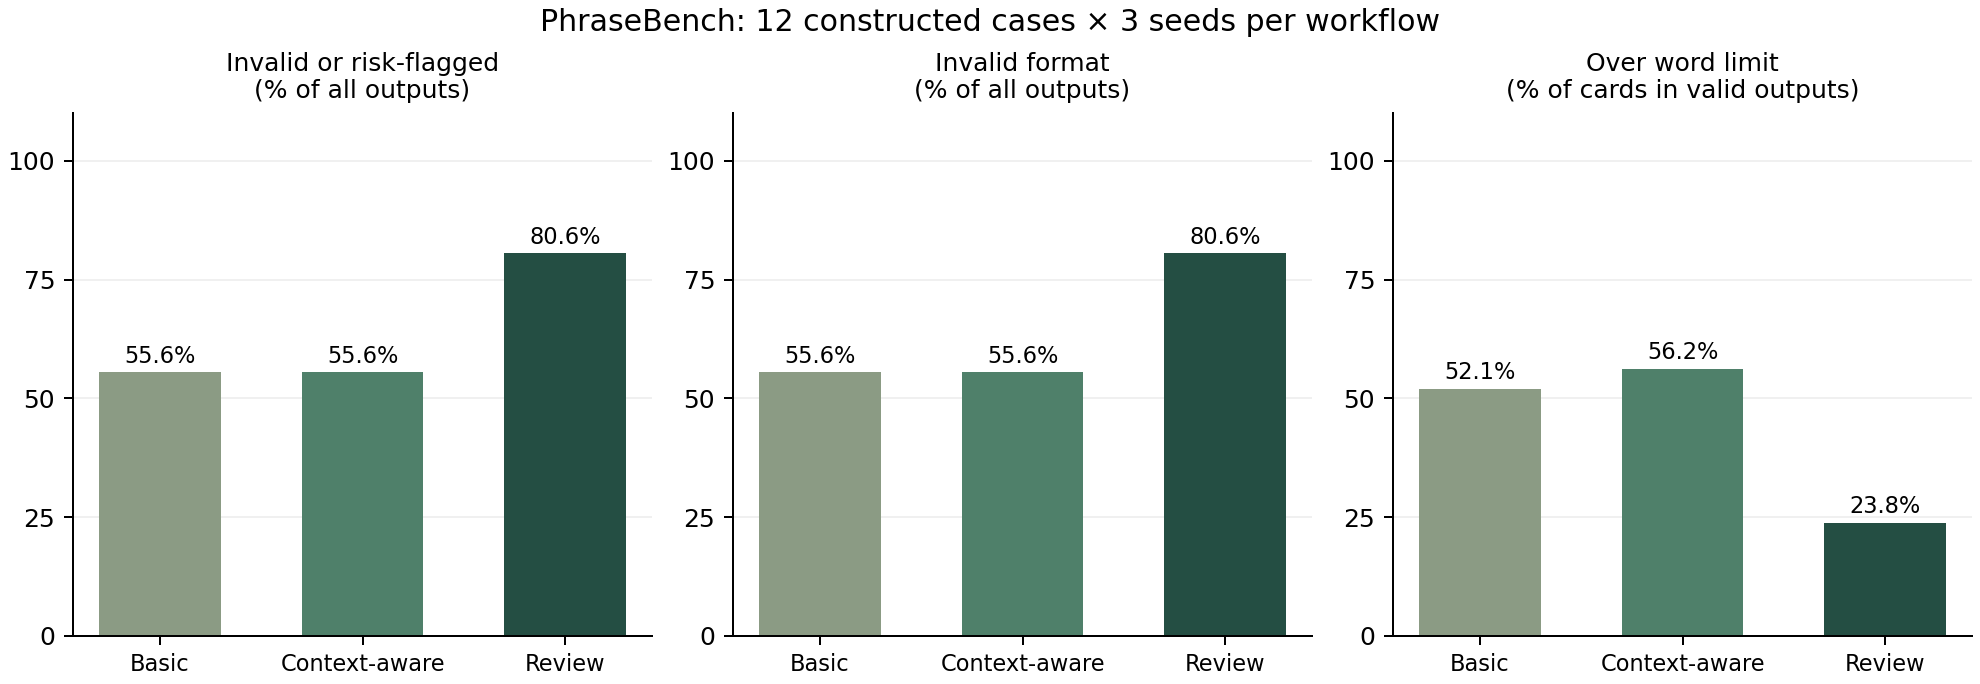 PhraseBench: 12 constructed cases × 3 seeds per workflow
Invalid or risk-flagged
(% of all outputs)
100
75
50
25
0
55.6%
55.6%
80.6%
Basic
Context-aware
Review
Invalid format
(% of all outputs)
100
75
50
25
0
55.6%
55.6%
80.6%
Basic
Context-aware
Review
Over word limit
(% of cards in valid outputs)
100
75
50
25
0
52.1%
56.2%
23.8%
Basic
Context-aware
Review